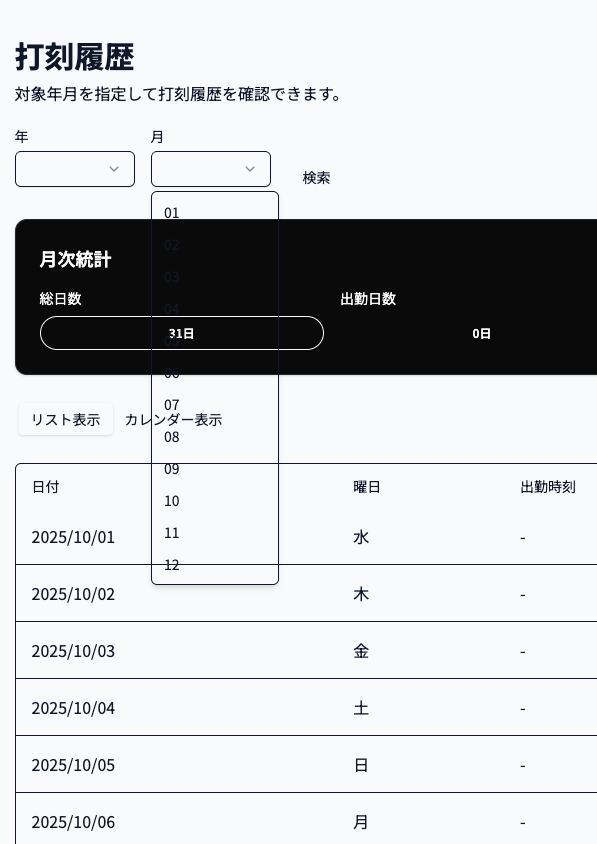 打刻履歴
対象年月を指定して打刻履歴を確認できます。
年 月
検索
01
02
03
04
05
06
07
08
09
10
11
12
月次統計
総日数 出勤日数
31日 0日
リスト表示 カレンダー表示
日付 曜日 出勤時刻
2025/10/01 水 -
2025/10/02 木 -
2025/10/03 金 -
2025/10/04 土 -
2025/10/05 日 -
2025/10/06 月 -